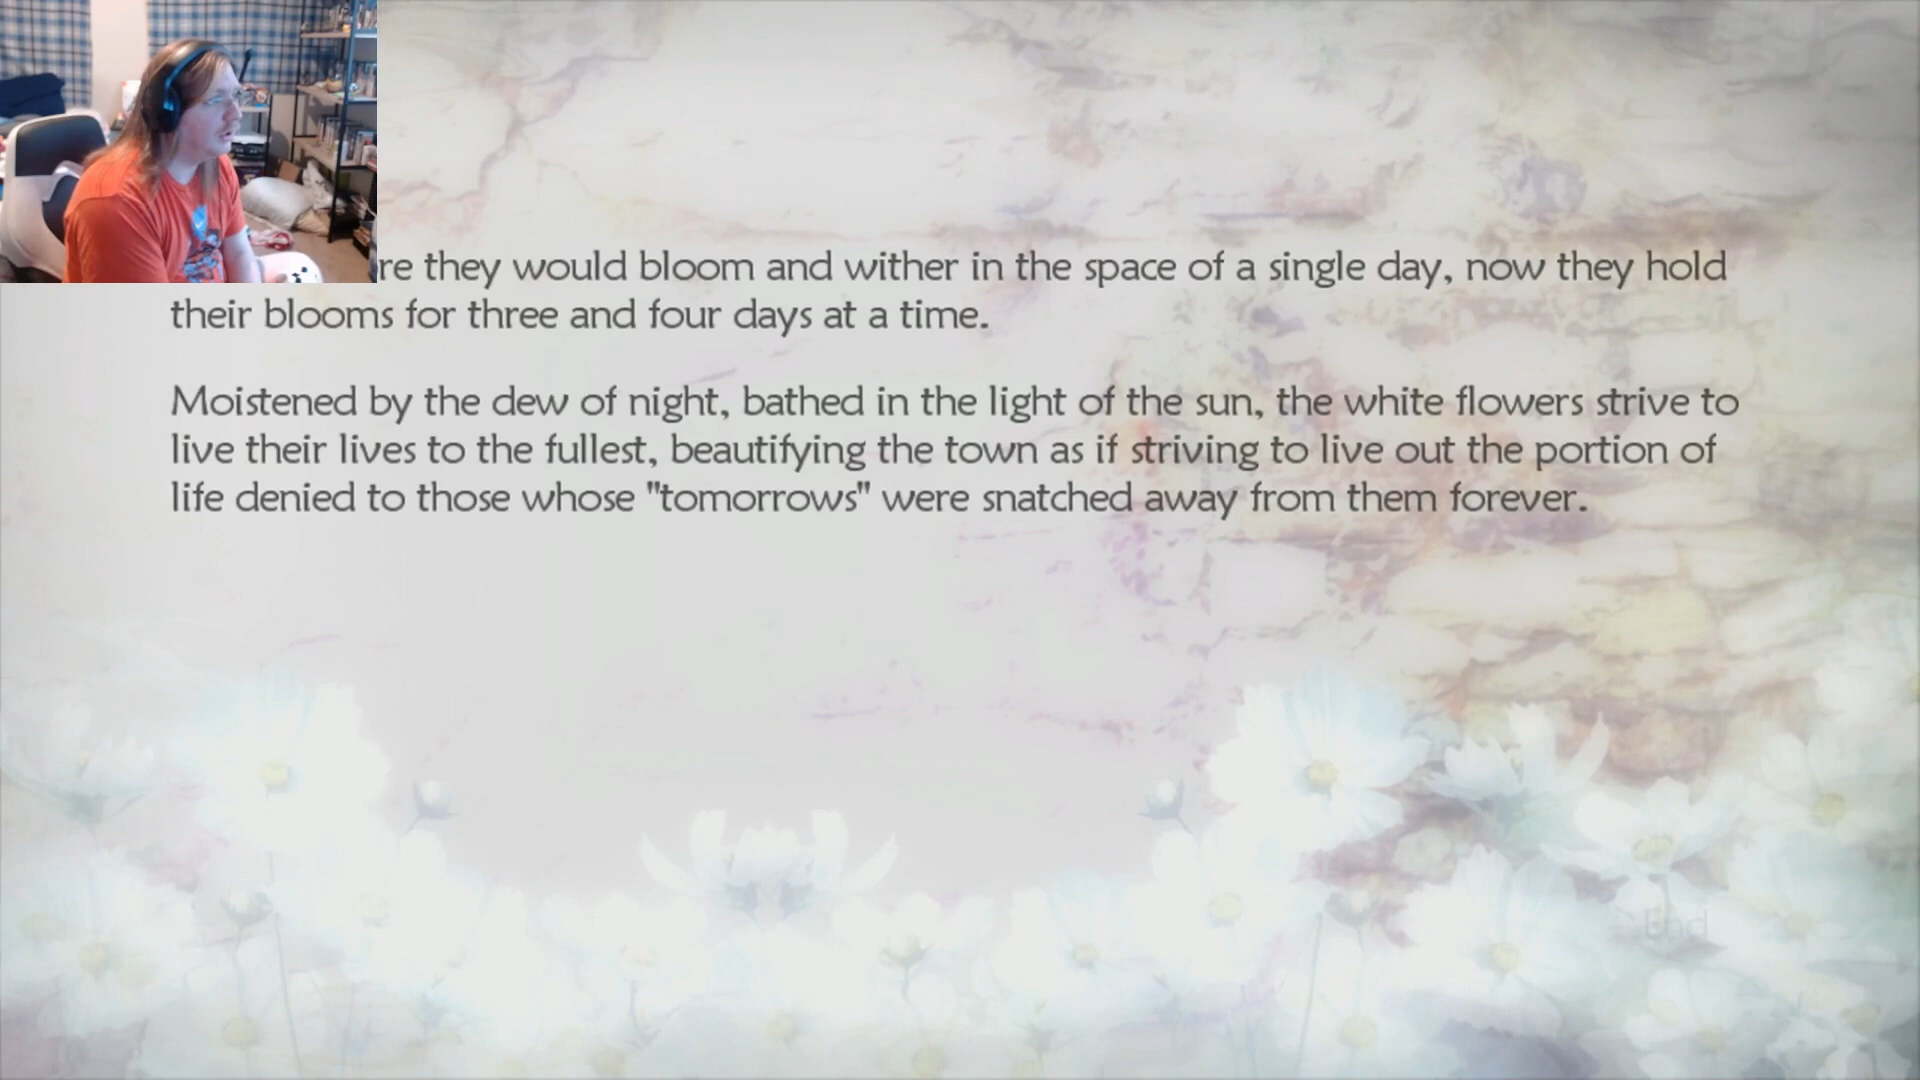 they would bloom and wither in the space of a single day, now they hold
their blooms for three and four days at a time.
Moistened by the dew of night, bathed in the light of the sun, the white flowers strive to
live their lives to the fullest, beautifying the town as if striving to live out the portion of
life denied to those whose "tomorrows" were snatched away from them forever.
End